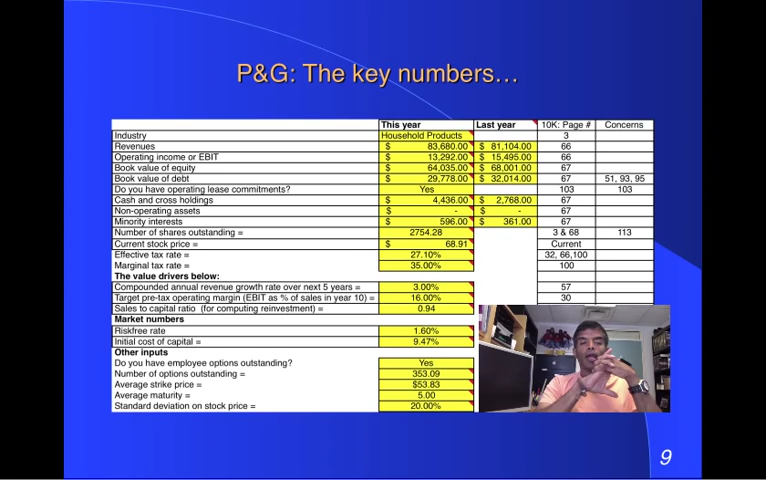 P&G: The key numbers…
This year Last year 10K: Page # Concerns
Industry Household Products 3
Revenues $ 83,680.00 $ 81,104.00 66
Operating income or EBIT $ 13,292.00 $ 15,495.00 66
Book value of equity $ 64,035.00 $ 68,001.00 67
Book value of debt $ 29,778.00 $ 32,014.00 67 51, 93, 95
Do you have operating lease commitments? Yes 103 103
Cash and cross holdings $ 4,436.00 $ 2,768.00 67
Non-operating assets $ - $ - 67
Minority interests $ 596.00 $ 361.00 67
Number of shares outstanding = 2754.28 3 & 68 113
Current stock price = $ 68.91 Current
Effective tax rate = 27.10% 32, 66,100
Marginal tax rate = 35.00% 100
The value drivers below:
Compounded annual revenue growth rate over next 5 years = 3.00% 57
Target pre-tax operating margin (EBIT as % of sales in year 10) = 16.00% 30
Sales to capital ratio (for computing reinvestment) = 0.94
Market numbers
Riskfree rate 1.60%
Initial cost of capital = 9.47%
Other inputs
Do you have employee options outstanding? Yes
Number of options outstanding = 353.09
Average strike price = $53.83
Average maturity = 5.00
Standard deviation on stock price = 20.00%
9